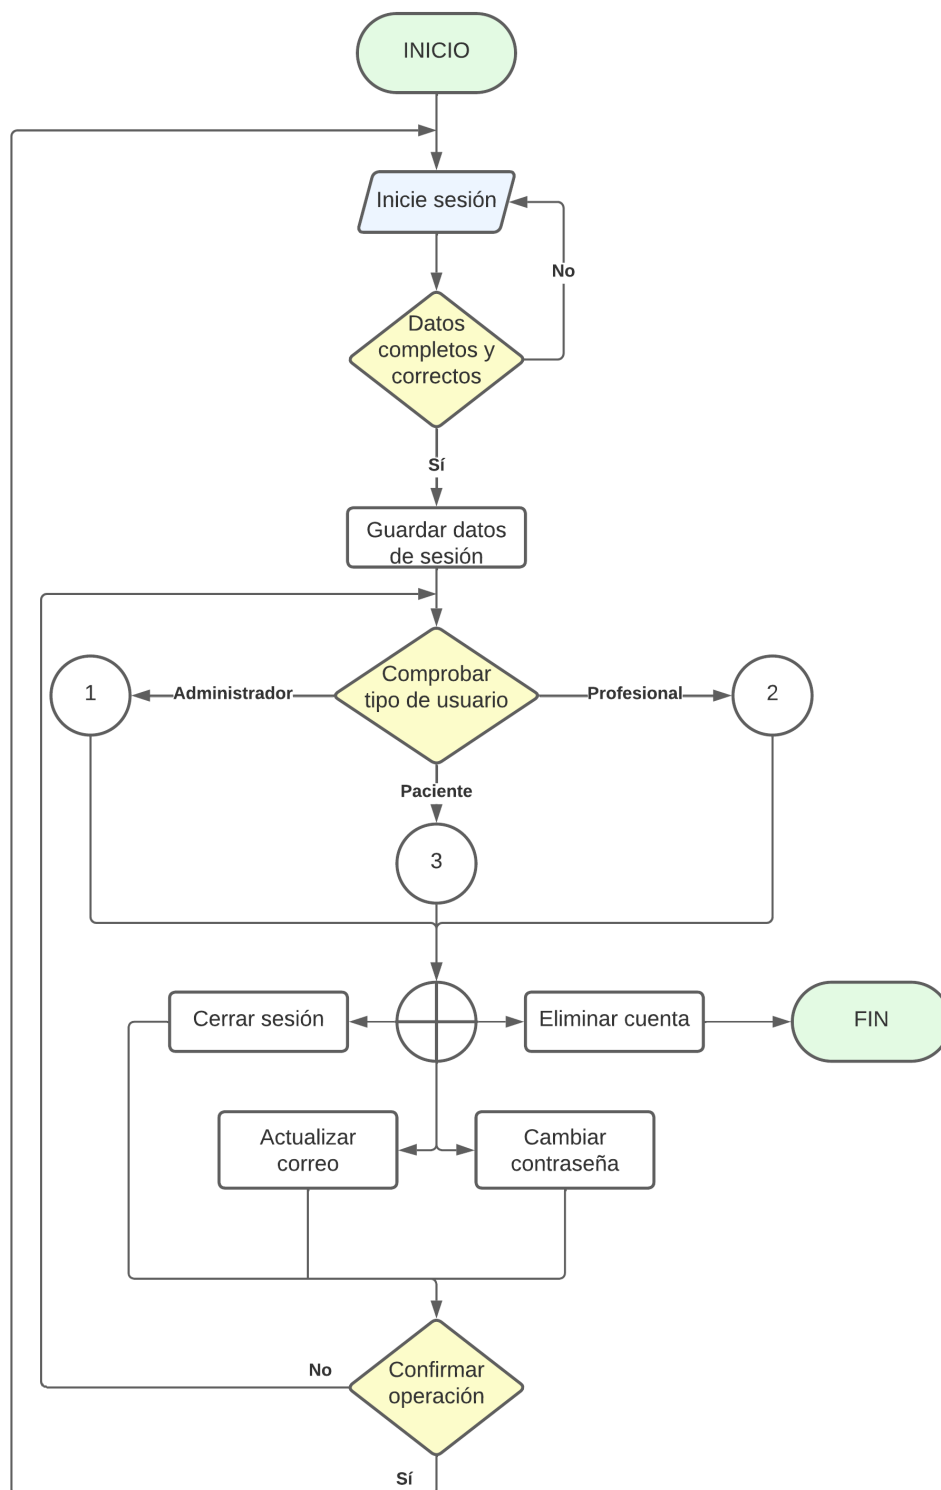 INICIO
Inicie sesión
No
Datos
completos y
correctos
Sí
Guardar datos
de sesión
Comprobar
tipo de usuario
1
Administrador
Profesional
2
Paciente
3
Cerrar sesión
Eliminar cuenta
FIN
Actualizar
correo
Cambiar
contraseña
No
Confirmar
operación
Sí